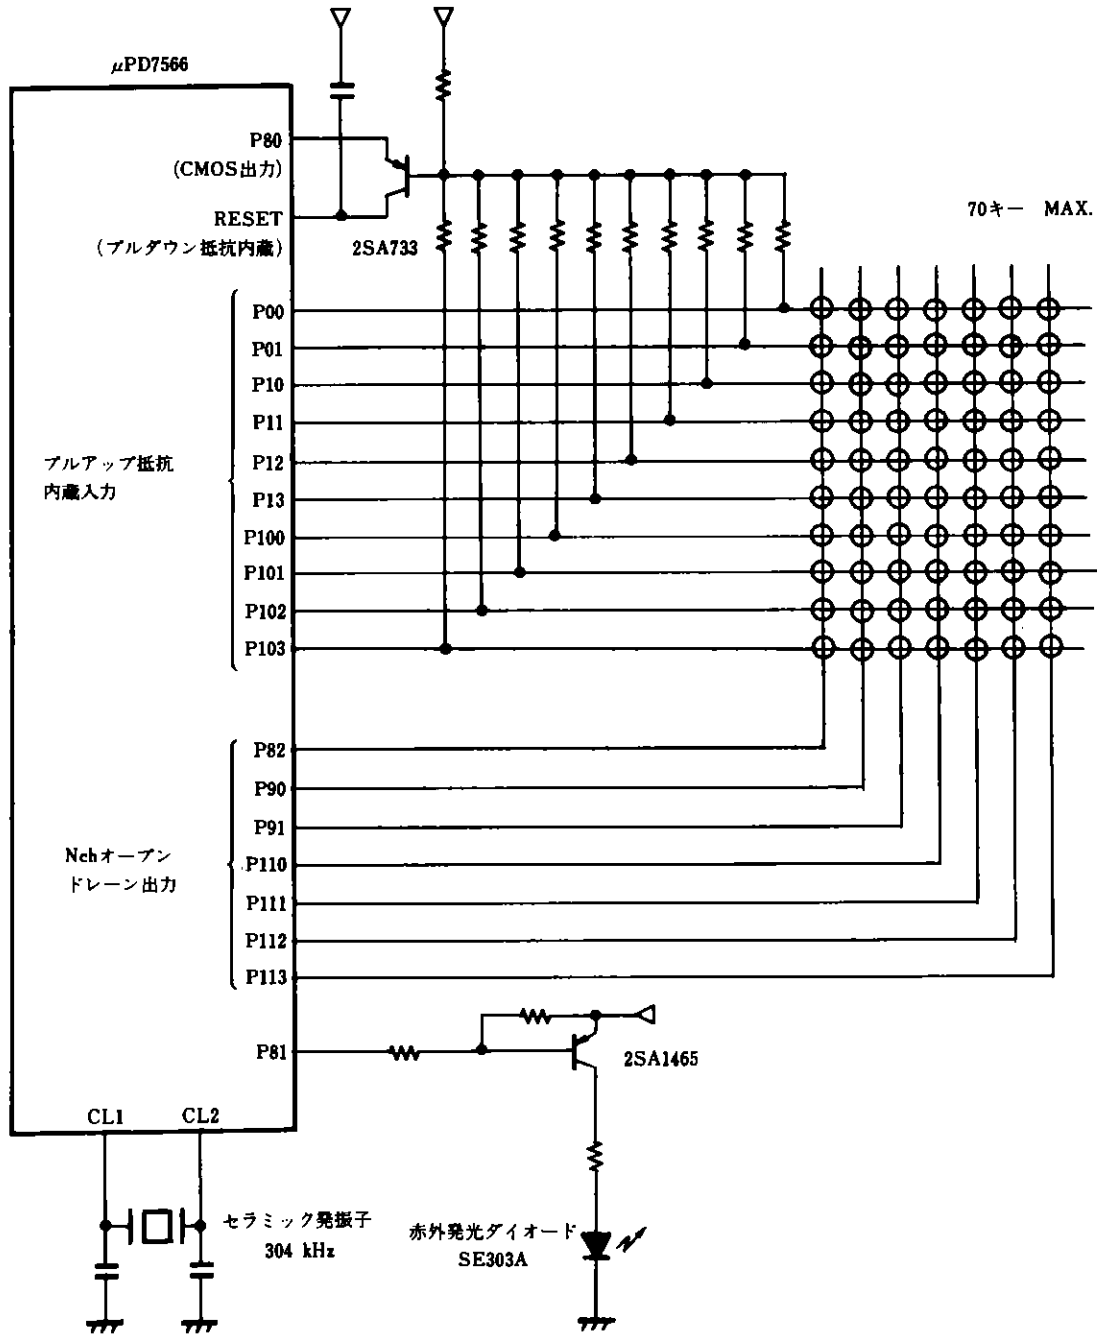 μPD7566
P80
(CMOS出力)
RESET
(プルダウン抵抗内蔵)
2SA733
70キー MAX.
P00
P01
P10
P11
P12
P13
P100
P101
P102
P103
プルアップ抵抗
内蔵入力
P82
P90
P91
P110
P111
P112
P113
Nchオープン
ドレーン出力
P81
2SA1465
CL1
CL2
セラミック発振子
304 kHz
赤外発光ダイオード
SE303A